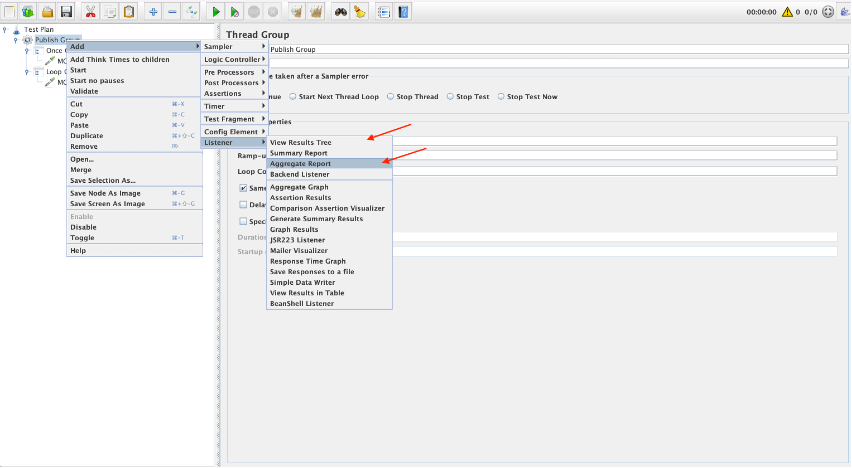 00:00:00 0 0/0
Test Plan
Publish Group
Thread Group
Add
Sampler
Publish Group
Once
MQ
Add Think Times to children
Logic Controller
Loop
Start
Pre Processors
taken after a Sampler error
Start no pauses
Post Processors
Validate
Assertions
nue Start Next Thread Loop Stop Thread Stop Test Stop Test Now
Cut ⌘-X
Timer
Copy ⌘-C
Test Fragment
Paste ⌘-V
perties
Duplicate ⌘+⇧-C
Config Element
Remove ⌫
Listener
View Results Tree
Summary Report
Ramp-u
Open...
Aggregate Report
Merge
Loop Co
Backend Listener
Save Selection As...
Same
Aggregate Graph
Save Node As Image ⌘-G
Assertion Results
Save Screen As Image ⌘+⇧-G
Delay
Comparison Assertion Visualizer
Enable
Speci
Generate Summary Results
Disable
Graph Results
Toggle ⌘-T
Duration
JSR223 Listener
Help
Startup
Mailer Visualizer
Response Time Graph
Save Responses to a file
Simple Data Writer
View Results in Table
BeanShell Listener